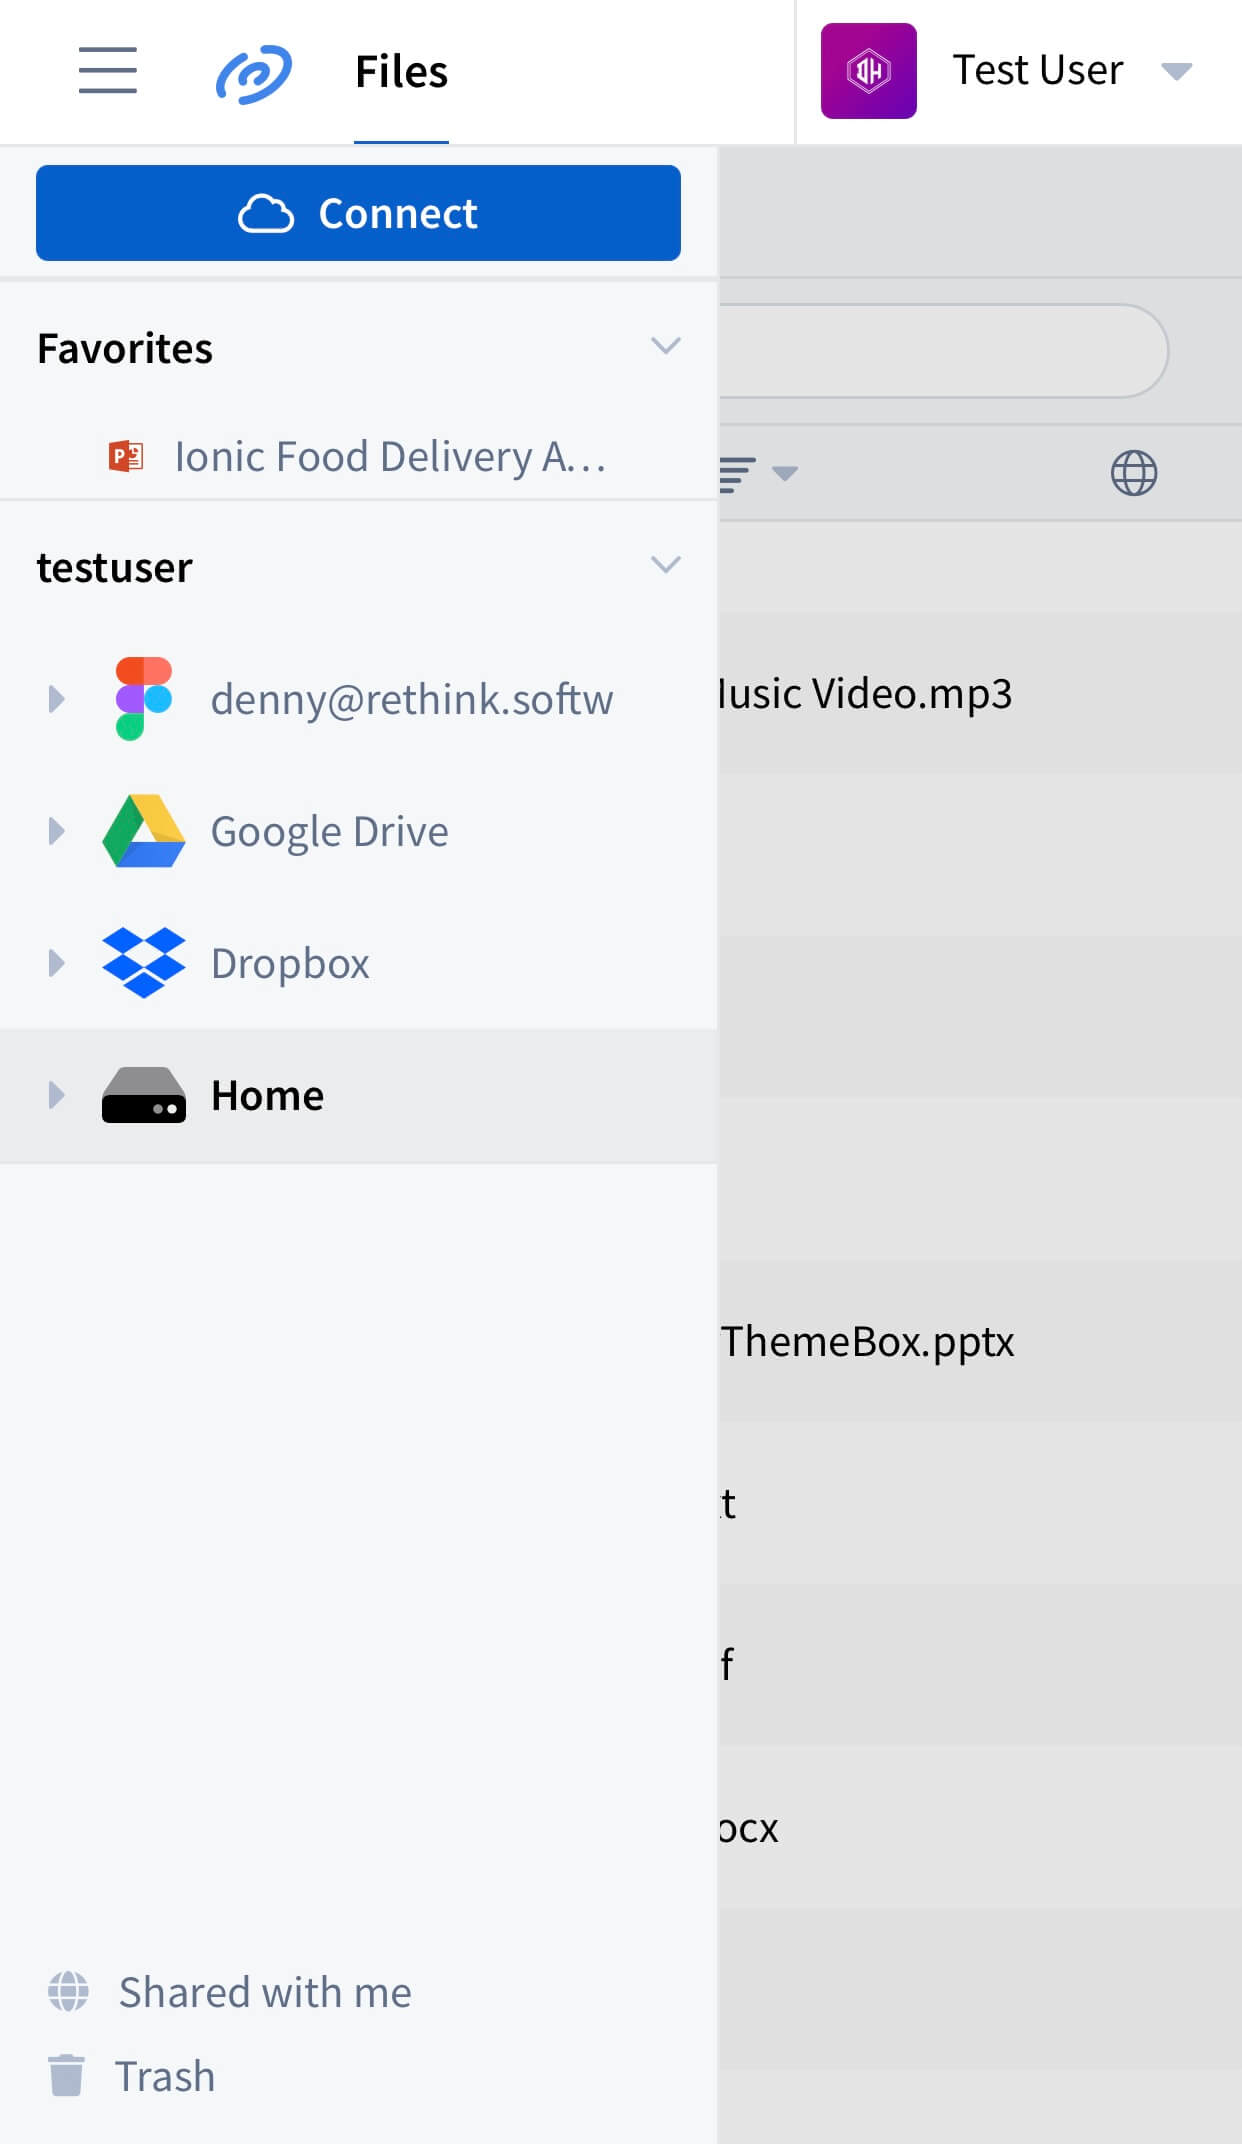 Files
Test User
Connect
Favorites
Ionic Food Delivery A...
testuser
denny@rethink.softw
Music Video.mp3
Google Drive
Dropbox
Home
ThemeBox.pptx
t
f
ocx
Shared with me
Trash